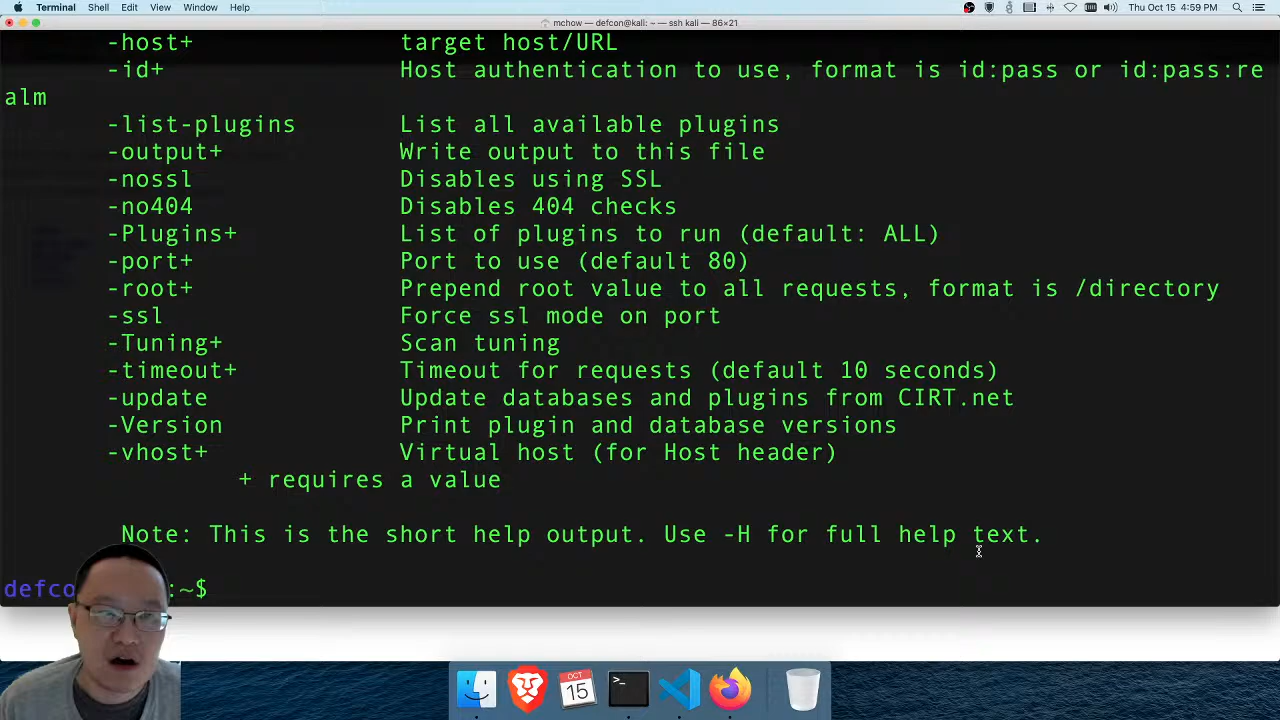 Terminal Shell Edit View Window Help Thu Oct 15 4:59 PM
mchow — defcon@kali: ~ — ssh kali — 86×21
-host+ target host/URL
-id+ Host authentication to use, format is id:pass or id:pass:re
alm
-list-plugins List all available plugins
-output+ Write output to this file
-nossl Disables using SSL
-no404 Disables 404 checks
-Plugins+ List of plugins to run (default: ALL)
-port+ Port to use (default 80)
-root+ Prepend root value to all requests, format is /directory
-ssl Force ssl mode on port
-Tuning+ Scan tuning
-timeout+ Timeout for requests (default 10 seconds)
-update Update databases and plugins from CIRT.net
-Version Print plugin and database versions
-vhost+ Virtual host (for Host header)
+ requires a value
Note: This is the short help output. Use -H for full help text.
defco :~$
OCT
15
>_